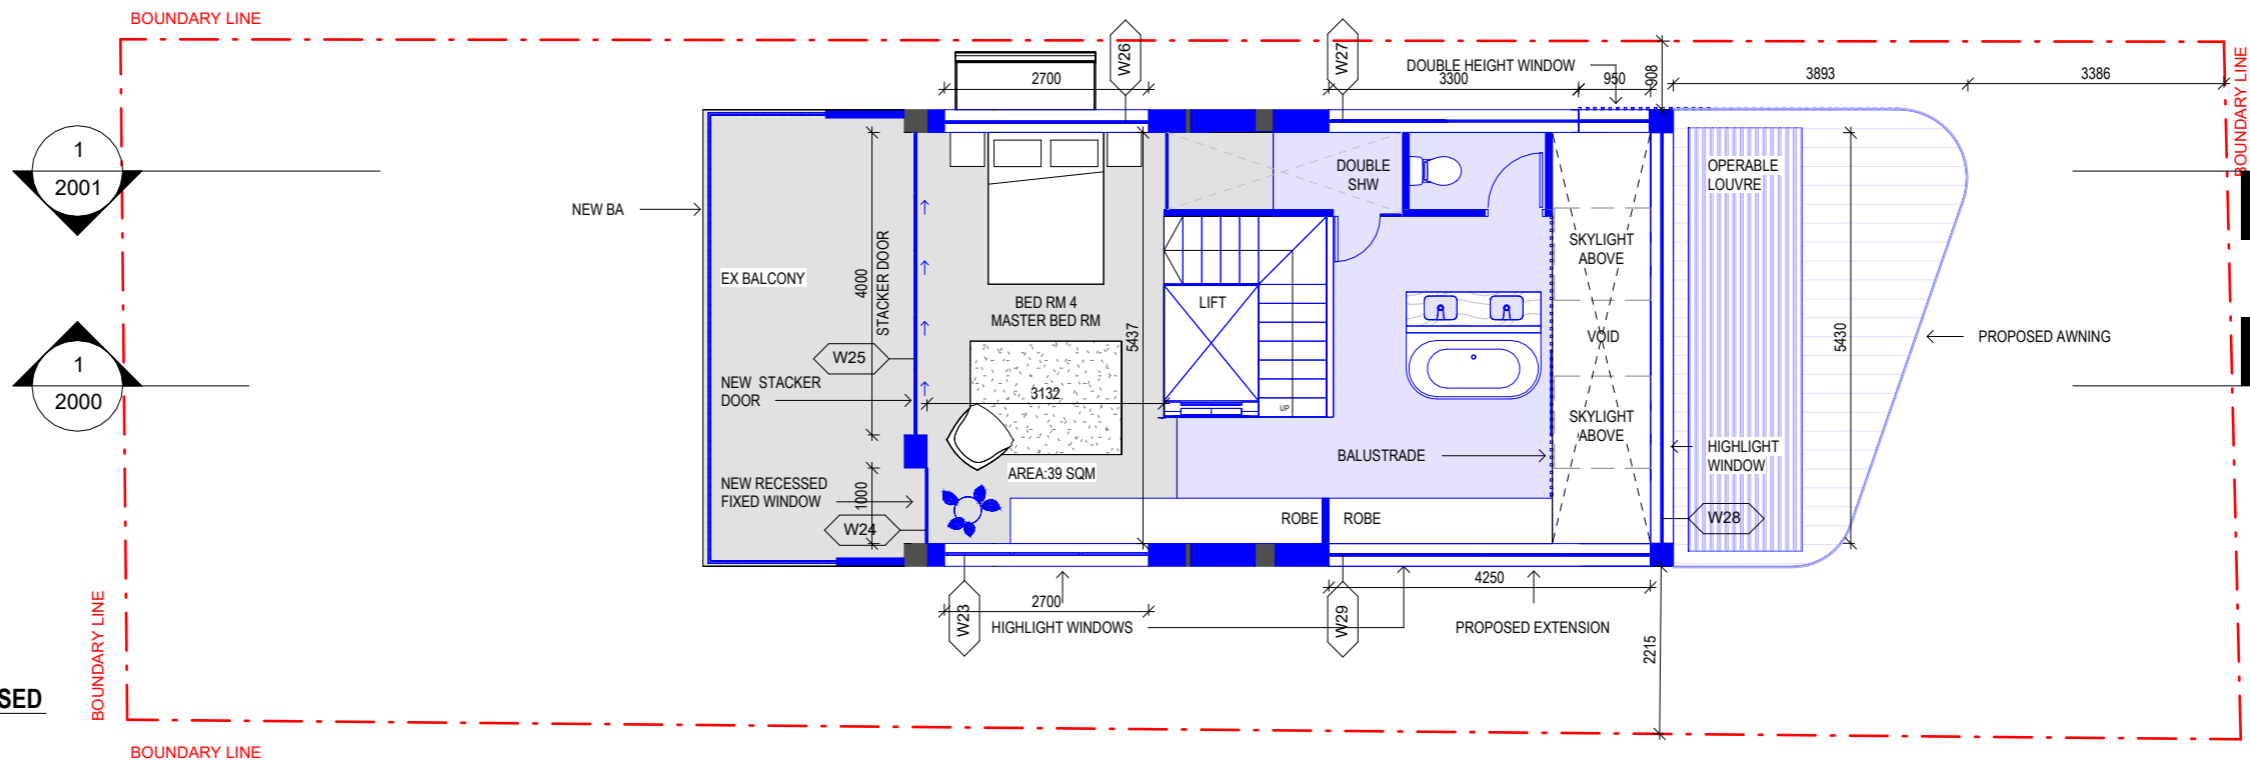 BOUNDARY LINE
W26
W27
DOUBLE HEIGHT WINDOW
2700
3300
950
908
3893
3386
BOUNDARY LINE
1
2001
NEW BA
DOUBLE
SHW
OPERABLE
LOUVRE
SKYLIGHT
ABOVE
EX BALCONY
4000
STACKER DOOR
BED RM 4
MASTER BED RM
LIFT
5437
VOID
5430
PROPOSED AWNING
W25
1
2000
NEW STACKER
DOOR
3132
UP
SKYLIGHT
ABOVE
BALUSTRADE
HIGHLIGHT
WINDOW
AREA:39 SQM
NEW RECESSED
FIXED WINDOW
1000
W24
ROBE
ROBE
W28
4250
2700
W23
HIGHLIGHT WINDOWS
W29
PROPOSED EXTENSION
2215
BOUNDARY LINE
SED
BOUNDARY LINE